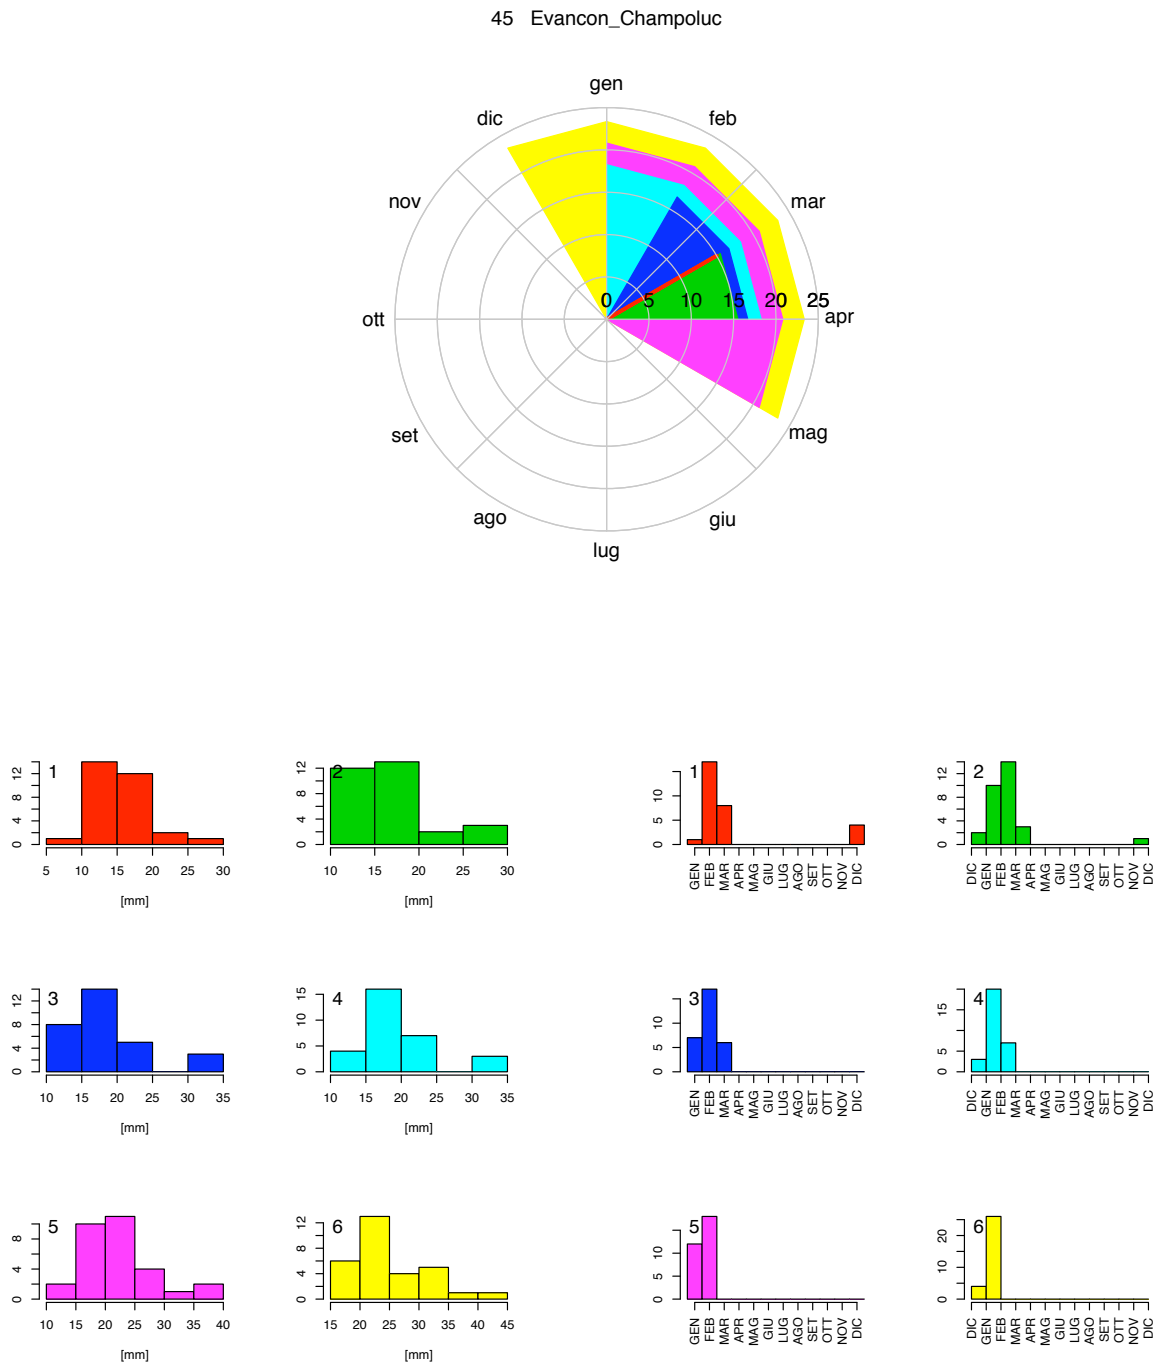 45 Evancon_Champoluc
gen
dic feb
nov mar
0 5 10 15 20 25
ott apr
set mag
ago giu
lug
1
0 4 8 12
5 10 15 20 25 30
[mm]
2
0 4 8 12
10 15 20 25 30
[mm]
1
0 5 10
GEN FEB MAR APR MAG GIU LUG AGO SET OTT NOV DIC
2
0 4 8 12
DIC GEN FEB MAR APR MAG GIU LUG AGO SET OTT NOV DIC
3
0 4 8 12
10 15 20 25 30 35
[mm]
4
0 5 10 15
10 15 20 25 30 35
[mm]
3
0 5 10
GEN FEB MAR APR MAG GIU LUG AGO SET OTT NOV DIC
4
0 5 15
DIC GEN FEB MAR APR MAG GIU LUG AGO SET OTT NOV DIC
5
0 4 8
10 15 20 25 30 35 40
[mm]
6
0 4 8 12
15 20 25 30 35 40 45
[mm]
5
0 5 10
GEN FEB MAR APR MAG GIU LUG AGO SET OTT NOV DIC
6
0 5 10 20
DIC GEN FEB MAR APR MAG GIU LUG AGO SET OTT NOV DIC